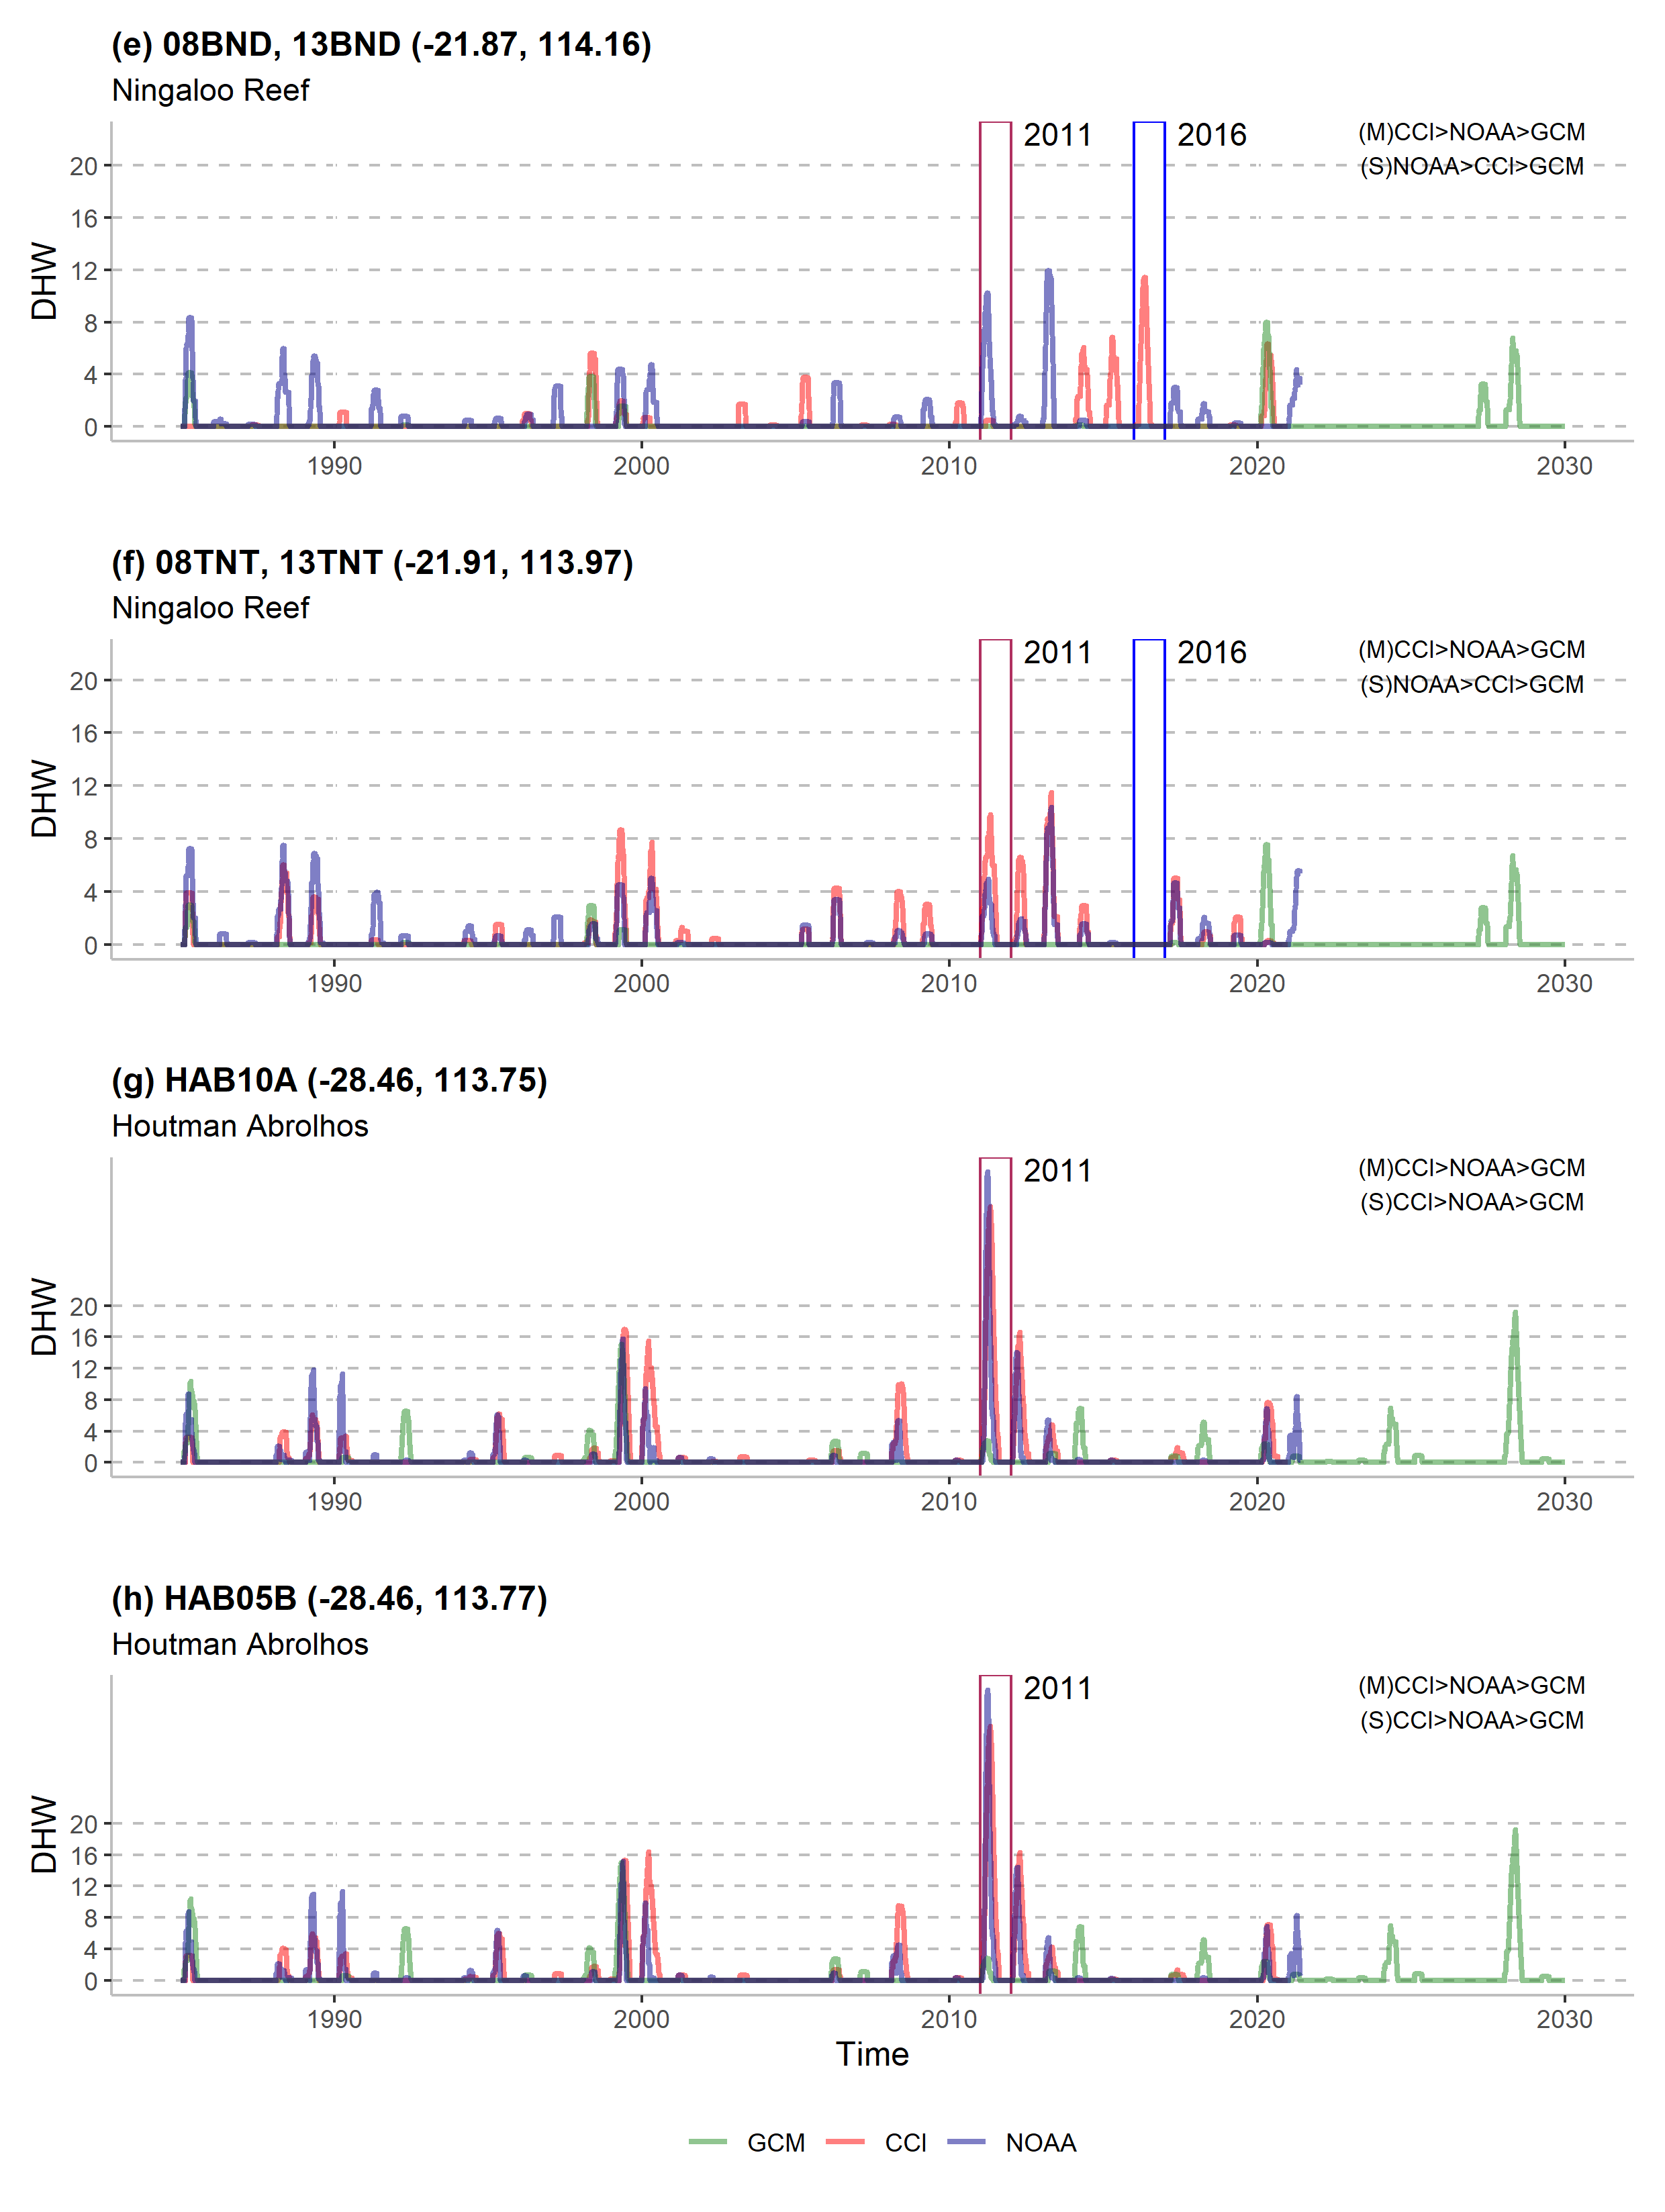 (e) 08BND, 13BND (-21.87, 114.16)
Ningaloo Reef
2011
2016
(M)CCI>NOAA>GCM
(S)NOAA>CCI>GCM
DHW
20
16
12
8
4
0
1990
2000
2010
2020
2030
(f) 08TNT, 13TNT (-21.91, 113.97)
Ningaloo Reef
2011
2016
(M)CCI>NOAA>GCM
(S)NOAA>CCI>GCM
DHW
20
16
12
8
4
0
1990
2000
2010
2020
2030
(g) HAB10A (-28.46, 113.75)
Houtman Abrolhos
2011
(M)CCI>NOAA>GCM
(S)CCI>NOAA>GCM
DHW
20
16
12
8
4
0
1990
2000
2010
2020
2030
(h) HAB05B (-28.46, 113.77)
Houtman Abrolhos
2011
(M)CCI>NOAA>GCM
(S)CCI>NOAA>GCM
DHW
20
16
12
8
4
0
1990
2000
2010
2020
2030
Time
GCM
CCI
NOAA